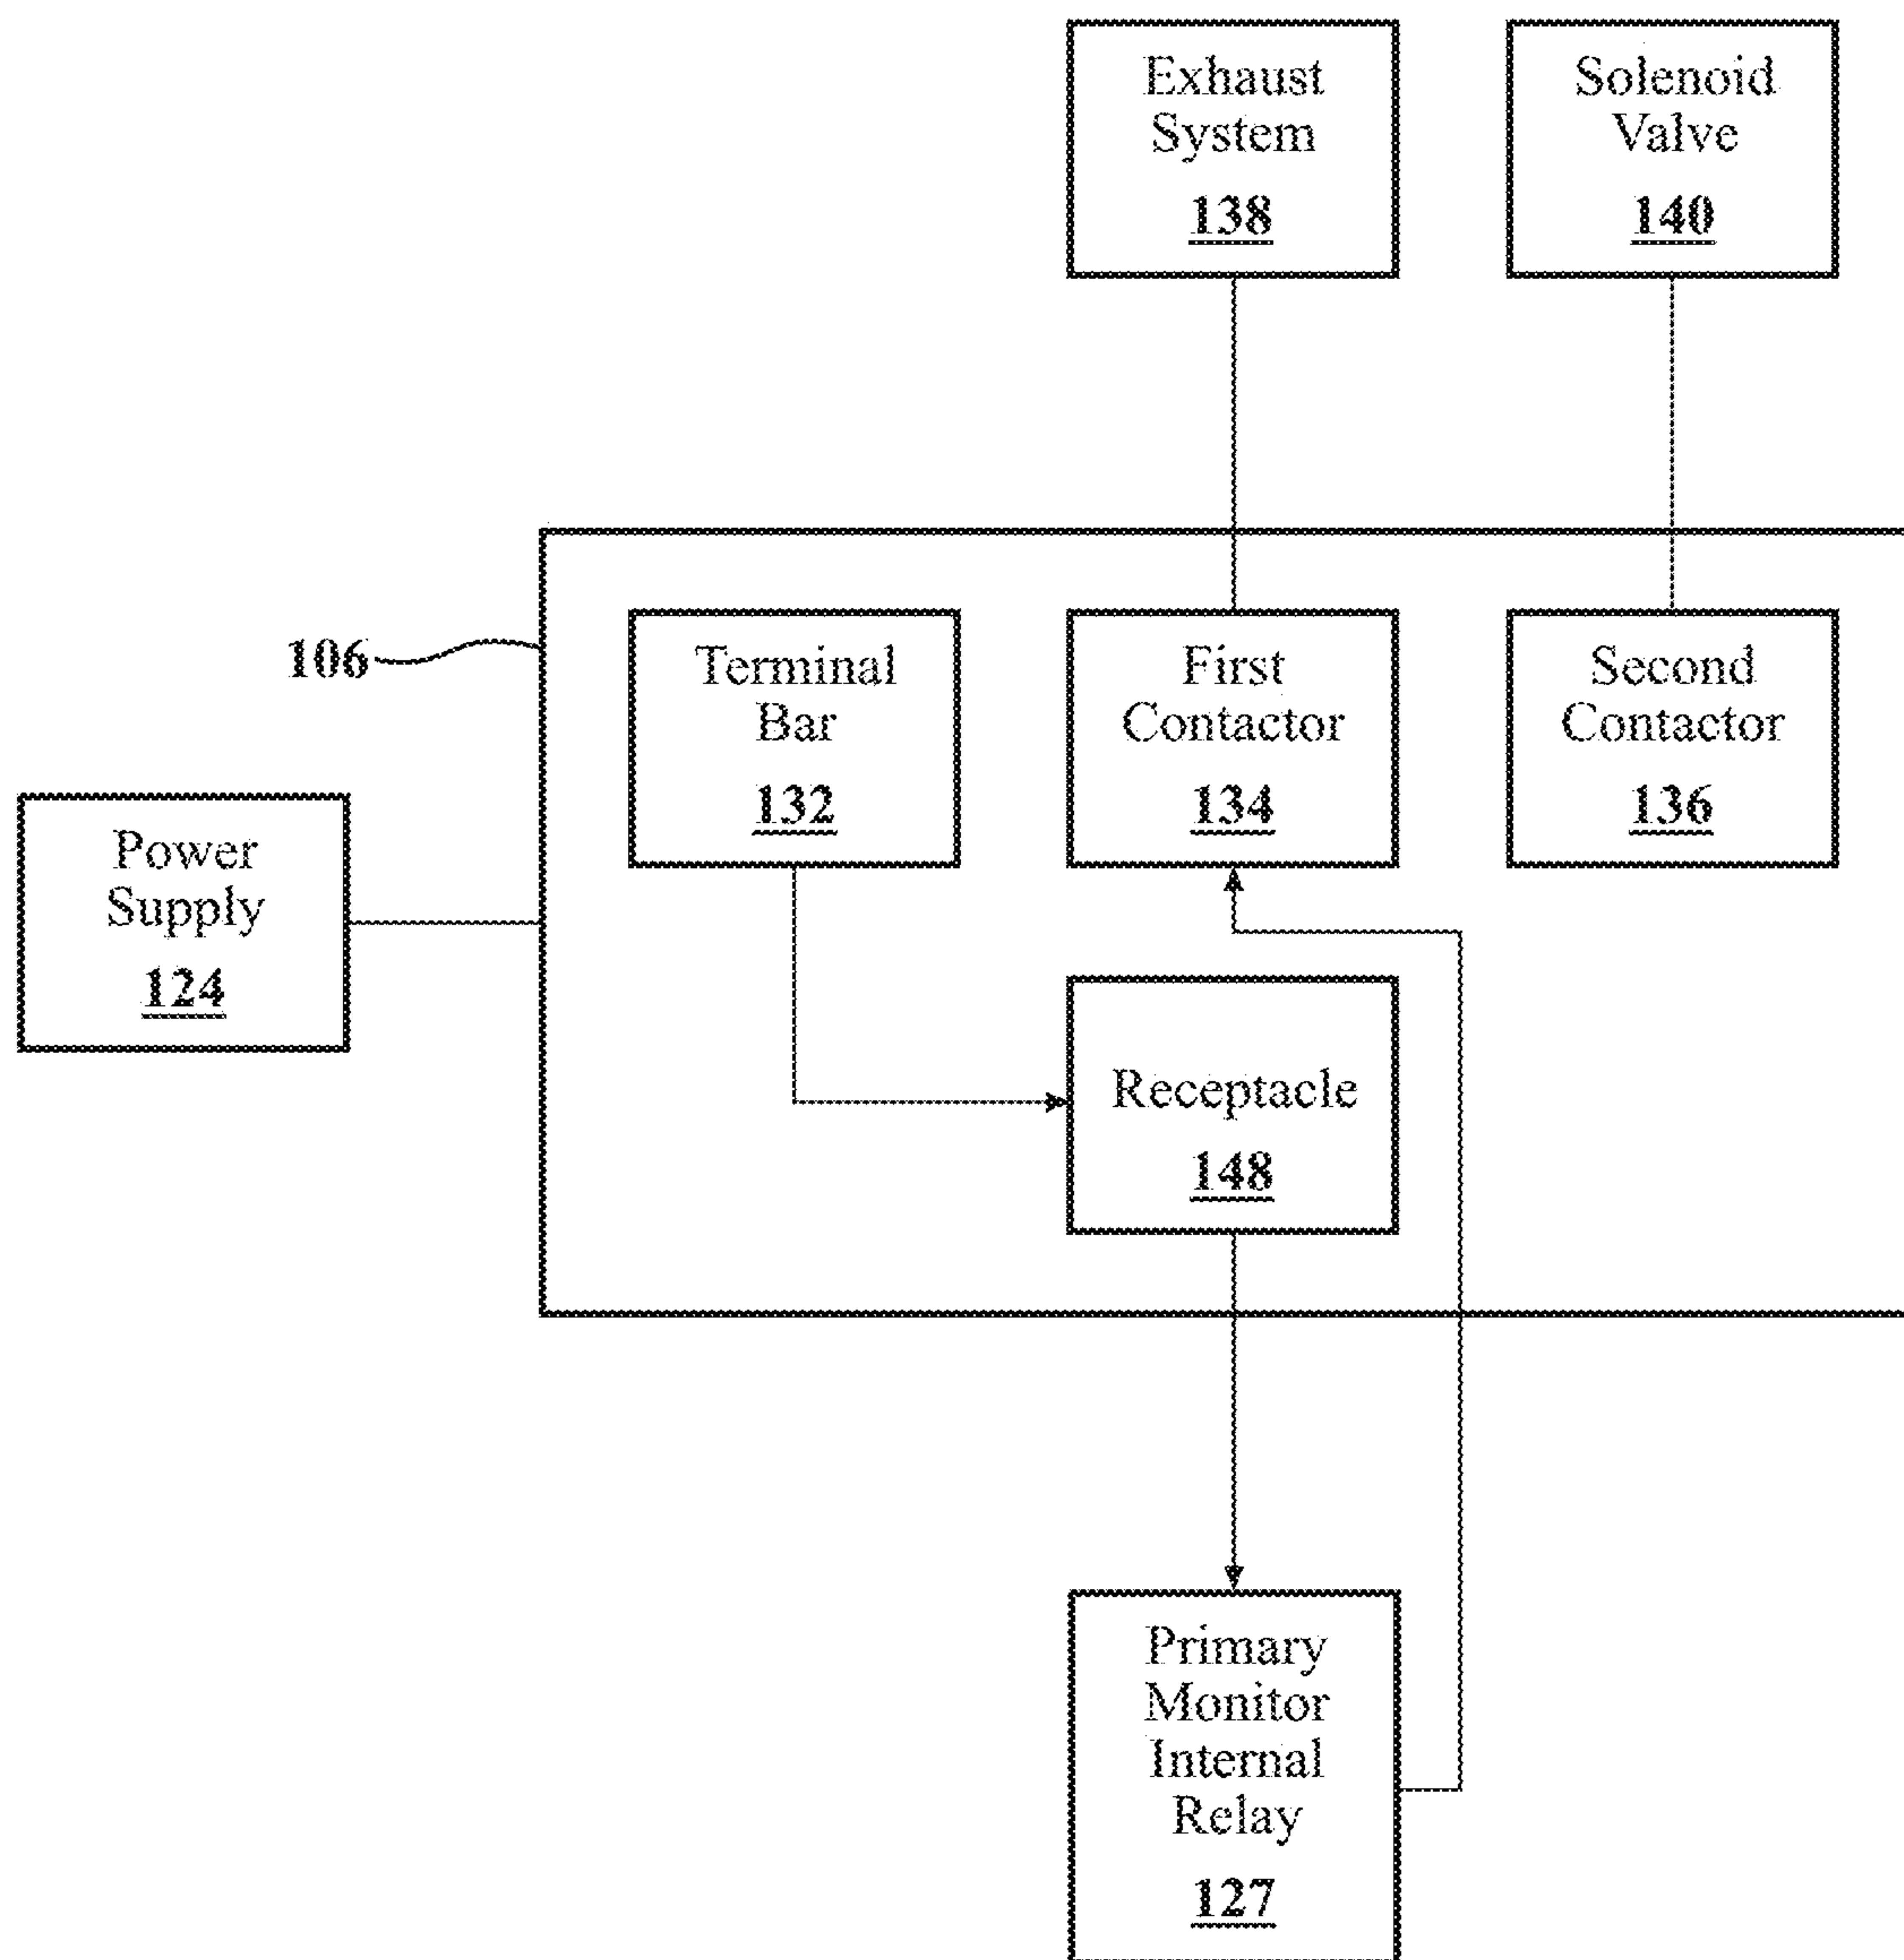 Exhaust
System
138
Solenoid
Valve
140
106
Terminal
Bar
132
First
Contactor
134
Second
Contactor
136
Power
Supply
124
Receptacle
148
Primary
Monitor
Internal
Relay
127